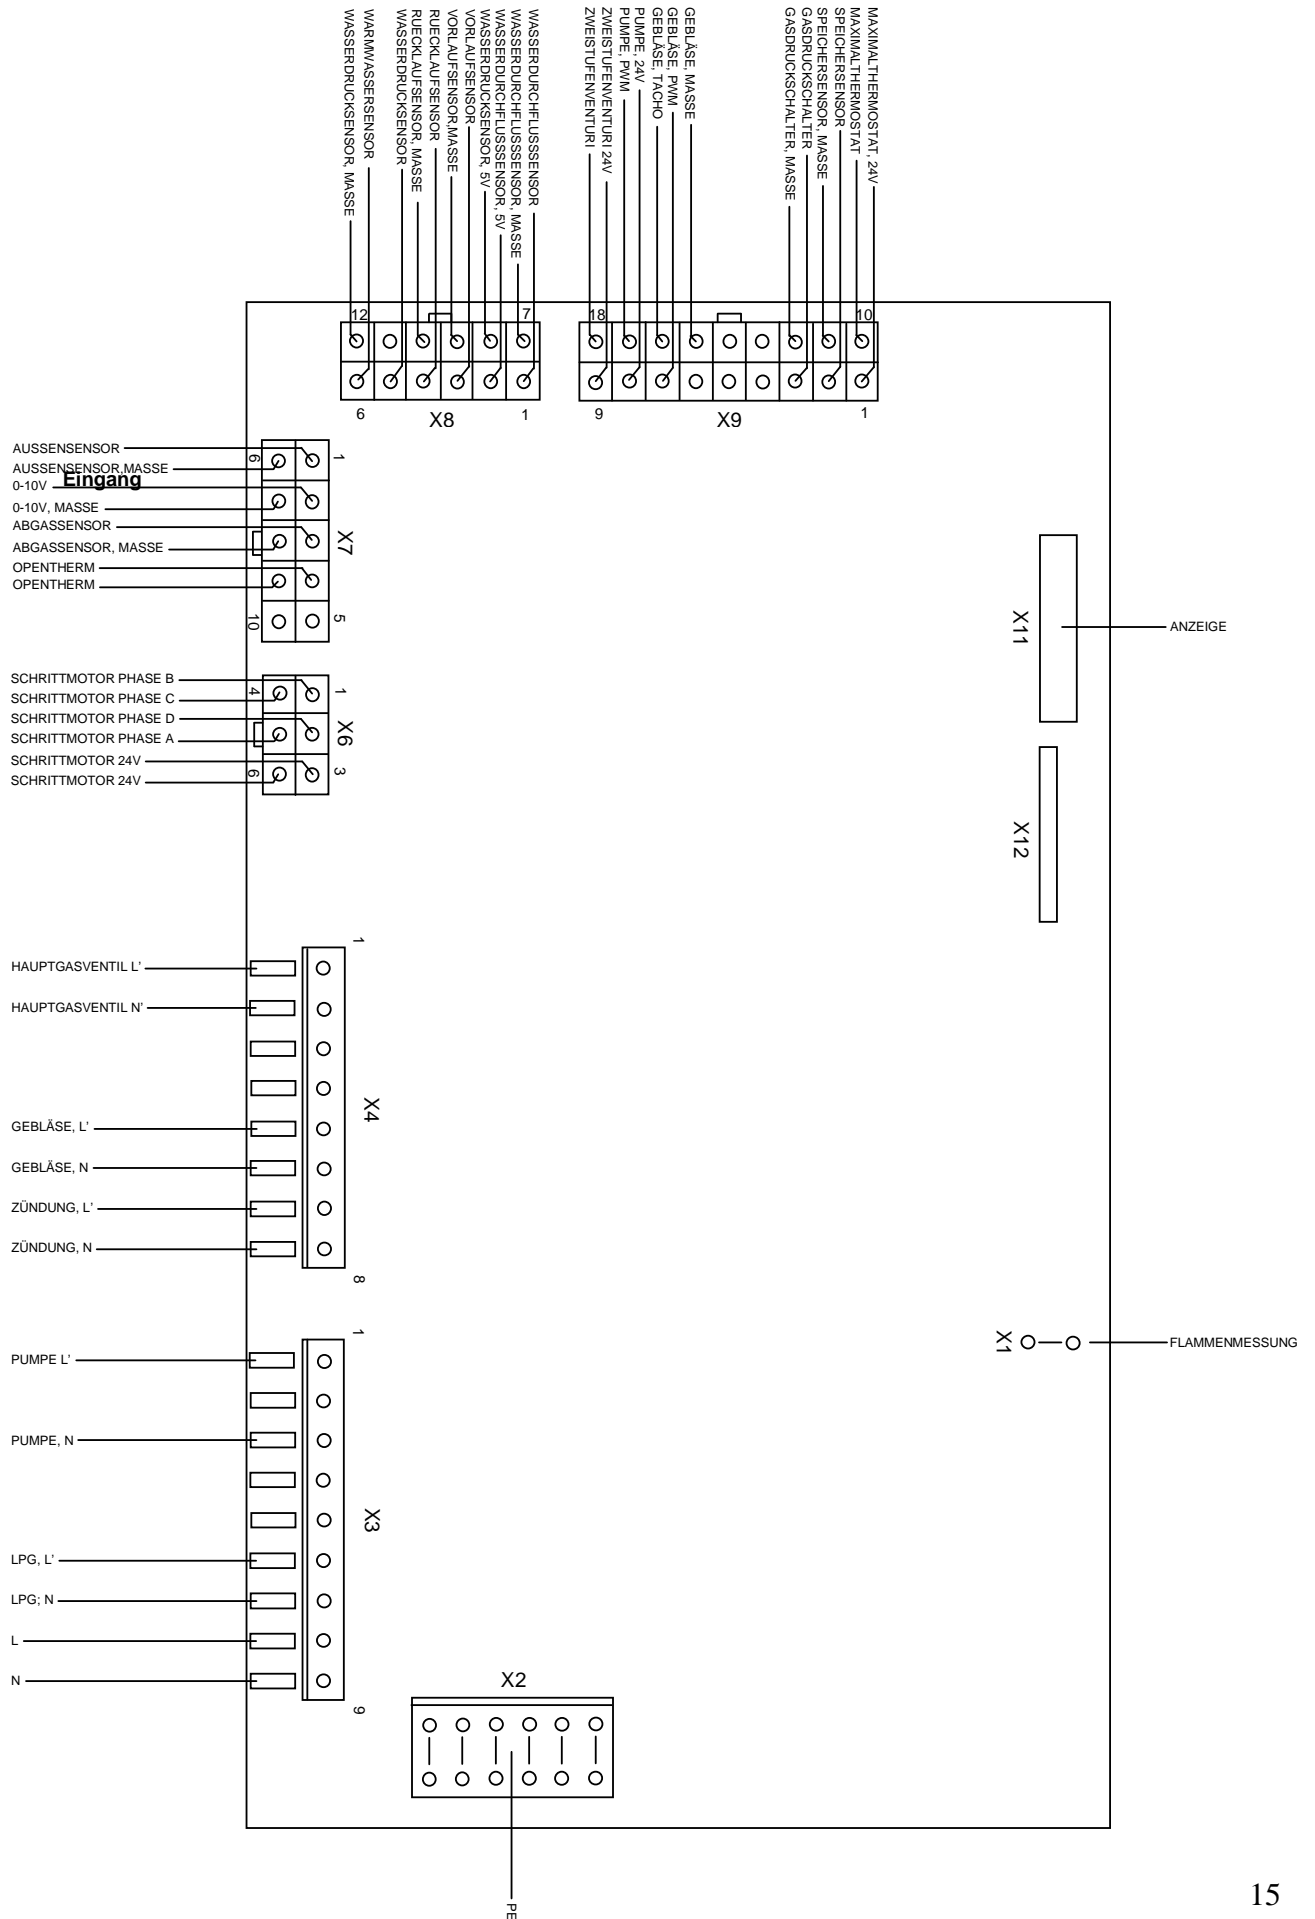 WASSERDRUCKSENSOR, MASSE
WARMWASSERSENSOR
WASSERDRUCKSENSOR
RUECKLAUFSENSOR, MASSE
RUECKLAUFSENSOR
VORLAUFSENSOR,MASSE
VORLAUFSENSOR
WASSERDRUCKSENSOR, 5V
WASSERDURCHFLUSSSENSOR, 5V
WASSERDURCHFLUSSSENSOR, MASSE
WASSERDURCHFLUSSSENSOR
ZWEISTUFENVENTURI
ZWEISTUFENVENTURI 24V
PUMPE, PWM
PUMPE, 24V
GEBLÄSE, TACHO
GEBLÄSE, PWM
GEBLÄSE, MASSE
GASDRUCKSCHALTER, MASSE
GASDRUCKSCHALTER
SPEICHERSENSOR, MASSE
SPEICHERSENSOR
MAXIMALTHERMOSTAT
MAXIMALTHERMOSTAT, 24V
12 7
6 X8 1
18 10
9 X9 1
AUSSENSENSOR
AUSSENSENSOR,MASSE
0-10V Eingang
0-10V, MASSE
ABGASSENSOR
ABGASSENSOR, MASSE
OPENTHERM
OPENTHERM
6 1
X7
10 5
SCHRITTMOTOR PHASE B
SCHRITTMOTOR PHASE C
SCHRITTMOTOR PHASE D
SCHRITTMOTOR PHASE A
SCHRITTMOTOR 24V
SCHRITTMOTOR 24V
4 1
X6
6 3
X11
ANZEIGE
X12
HAUPTGASVENTIL L'
HAUPTGASVENTIL N'
GEBLÄSE, L'
GEBLÄSE, N
ZÜNDUNG, L'
ZÜNDUNG, N
1
X4
8
X1
FLAMMENMESSUNG
PUMPE L'
PUMPE, N
LPG, L'
LPG; N
L
N
1
X3
9
X2
PE
15